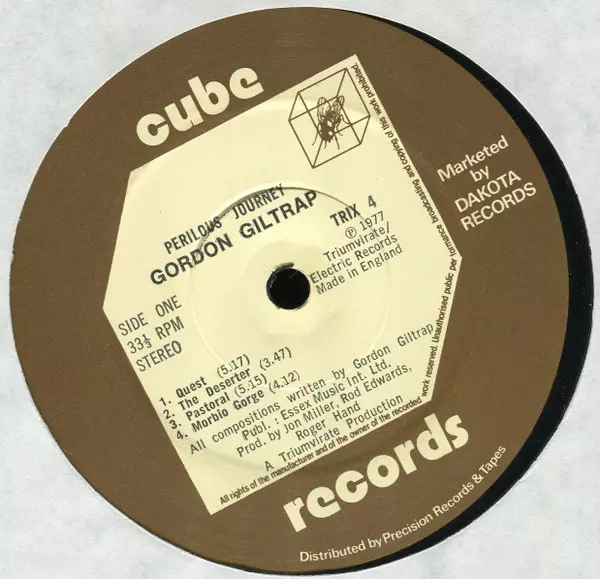 cube
PERILOUS JOURNEY
GORDON GILTRAP
TRIX 4
℗ 1977
Triumvirate/
Electric Records
Made in England
SIDE ONE
33⅓ RPM
STEREO
1. Quest (5.17)
2. The Deserter (3.47)
3. Pastoral (5.15)
4. Morbio Gorge (4.12)
All compositions written by Gordon Giltrap
Publ.: Essex Music Int. Ltd.
Prod. by Jon Miller, Rod Edwards,
Roger Hand
A Triumvirate Production
All rights of the manufacturer and of the owner of the recorded work reserved. Unauthorised public performance broadcasting and copying of this work prohibited.
Marketed
by
DAKOTA
RECORDS
records
Distributed by Precision Records & Tapes